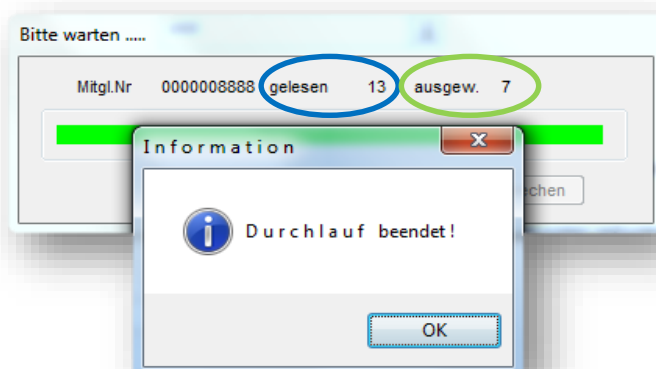 Bitte warten .....
Mitgl.Nr 0000008888 gelesen 13 ausgew. 7
Information
Durchlauf beendet!
OK